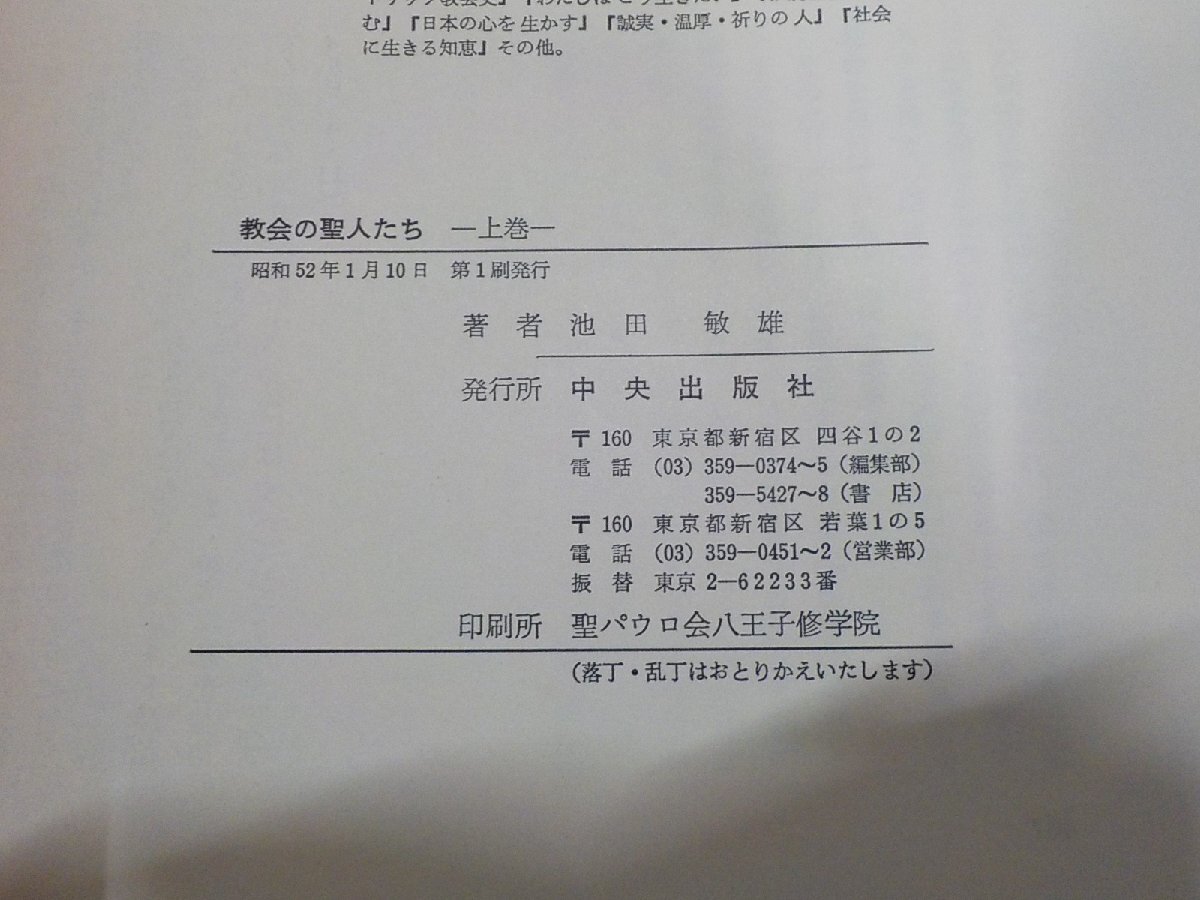 む』『日本の心を生かす』『誠実・温厚・祈りの人』『社会
に生きる知恵』その他。
教会の聖人たち ―上巻―
昭和52年1月10日 第1刷発行
著者 池田 敏雄
発行所 中央出版社
〒160 東京都新宿区 四谷1の2
電話 (03) 359―0374～5(編集部)
359―5427～8(書 店)
〒160 東京都新宿区 若葉1の5
電話 (03) 359―0451～2(営業部)
振替 東京 2―62233番
印刷所 聖パウロ会八王子修学院
(落丁・乱丁はおとりかえいたします)